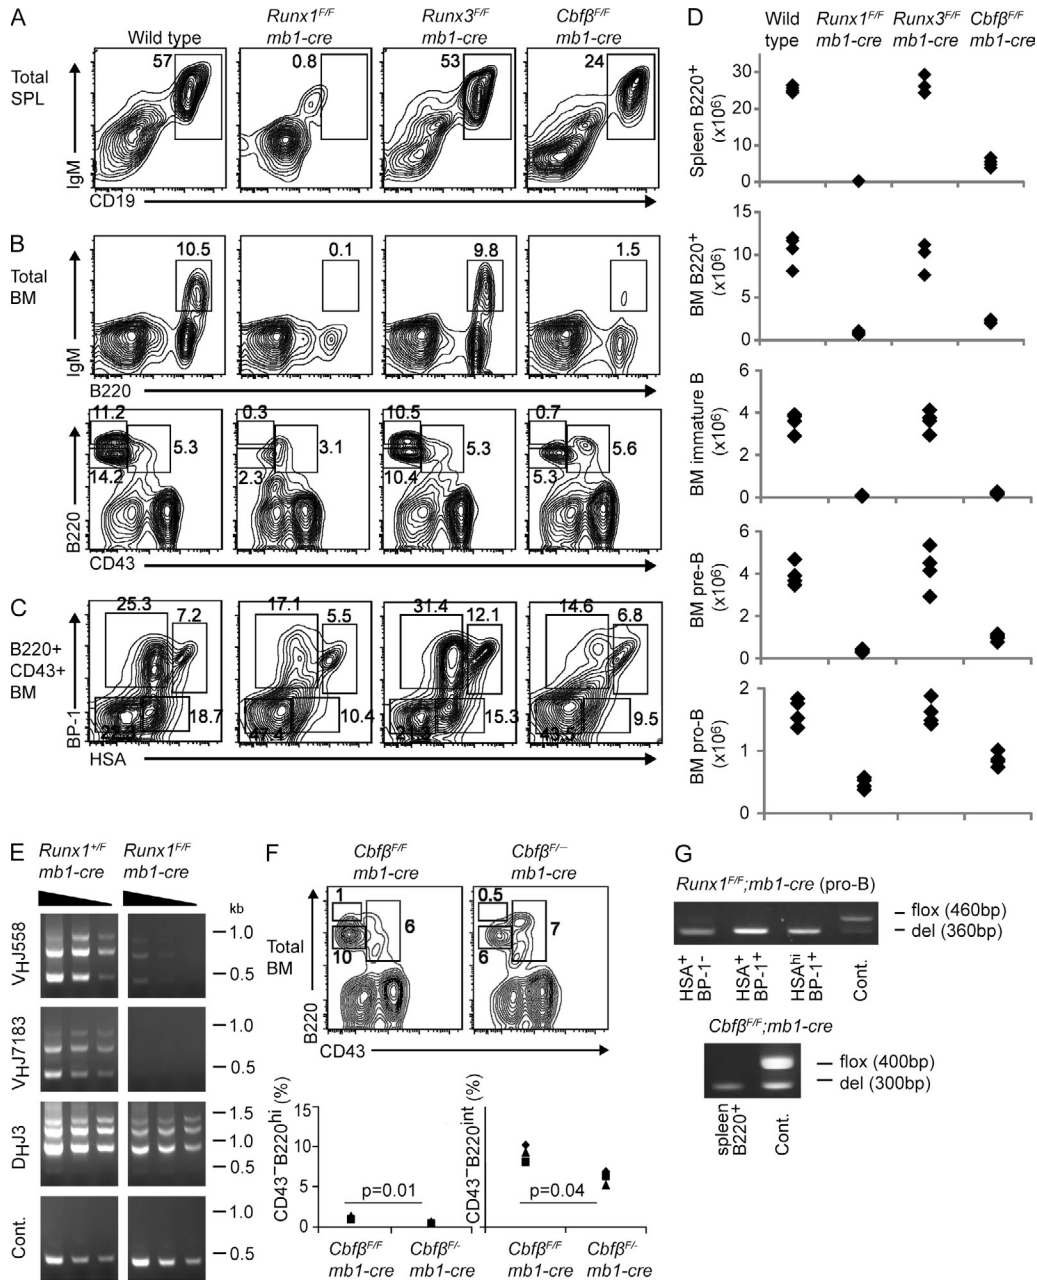 A
Wild type
Runx1F/F
mb1-cre
Runx3F/F
mb1-cre
CbfβF/F
mb1-cre
Total
SPL
57
0.8
53
24
IgM
CD19
B
Total
BM
10.5
0.1
9.8
1.5
IgM
B220
11.2
5.3
14.2
0.3
3.1
2.3
10.5
5.3
10.4
0.7
5.6
5.3
B220
CD43
C
B220+
CD43+
BM
25.3
7.2
18.7
17.1
5.5
10.4
47.4
31.4
12.1
15.3
21.3
14.6
6.8
9.5
43.5
BP-1
HSA
D
Wild
type
Runx1F/F
mb1-cre
Runx3F/F
mb1-cre
CbfβF/F
mb1-cre
Spleen B220+
(x10⁶)
30
20
10
0
BM B220+
(x10⁶)
15
10
5
0
BM immature B
(x10⁶)
6
4
2
0
BM pre-B
(x10⁶)
6
4
2
0
BM pro-B
(x10⁶)
2
1
0
E
Runx1+/F
mb1-cre
Runx1F/F
mb1-cre
kb
VHJ558
1.0
0.5
VHJ7183
1.0
0.5
DHJ3
1.5
1.0
0.5
Cont.
1.0
0.5
F
CbfβF/F
mb1-cre
CbfβF/−
mb1-cre
Total
BM
1
6
10
0.5
7
6
B220
CD43
CD43−B220hi (%)
15
10
5
0
p=0.01
CbfβF/F
mb1-cre
CbfβF/-
mb1-cre
CD43−B220int (%)
p=0.04
CbfβF/F
mb1-cre
CbfβF/-
mb1-cre
G
Runx1F/F;mb1-cre (pro-B)
flox (460bp)
del (360bp)
HSA+
BP-1-
HSA+
BP-1+
HSAhi
BP-1+
Cont.
CbfβF/F;mb1-cre
flox (400bp)
del (300bp)
spleen
B220+
Cont.